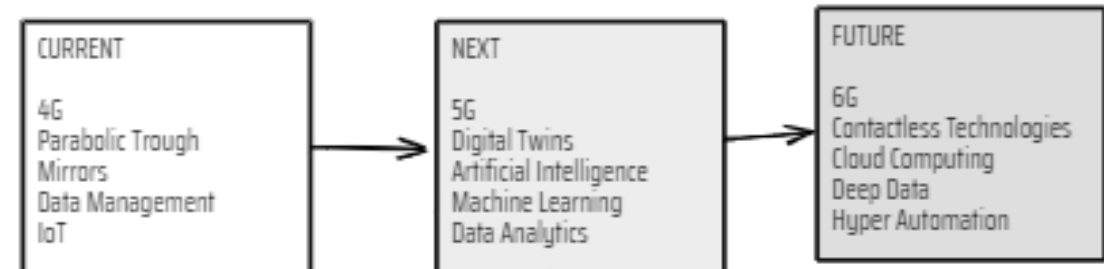 CURRENT
4G
Parabolic Trough
Mirrors
Data Management
IoT
NEXT
5G
Digital Twins
Artificial Intelligence
Machine Learning
Data Analytics
FUTURE
6G
Contactless Technologies
Cloud Computing
Deep Data
Hyper Automation